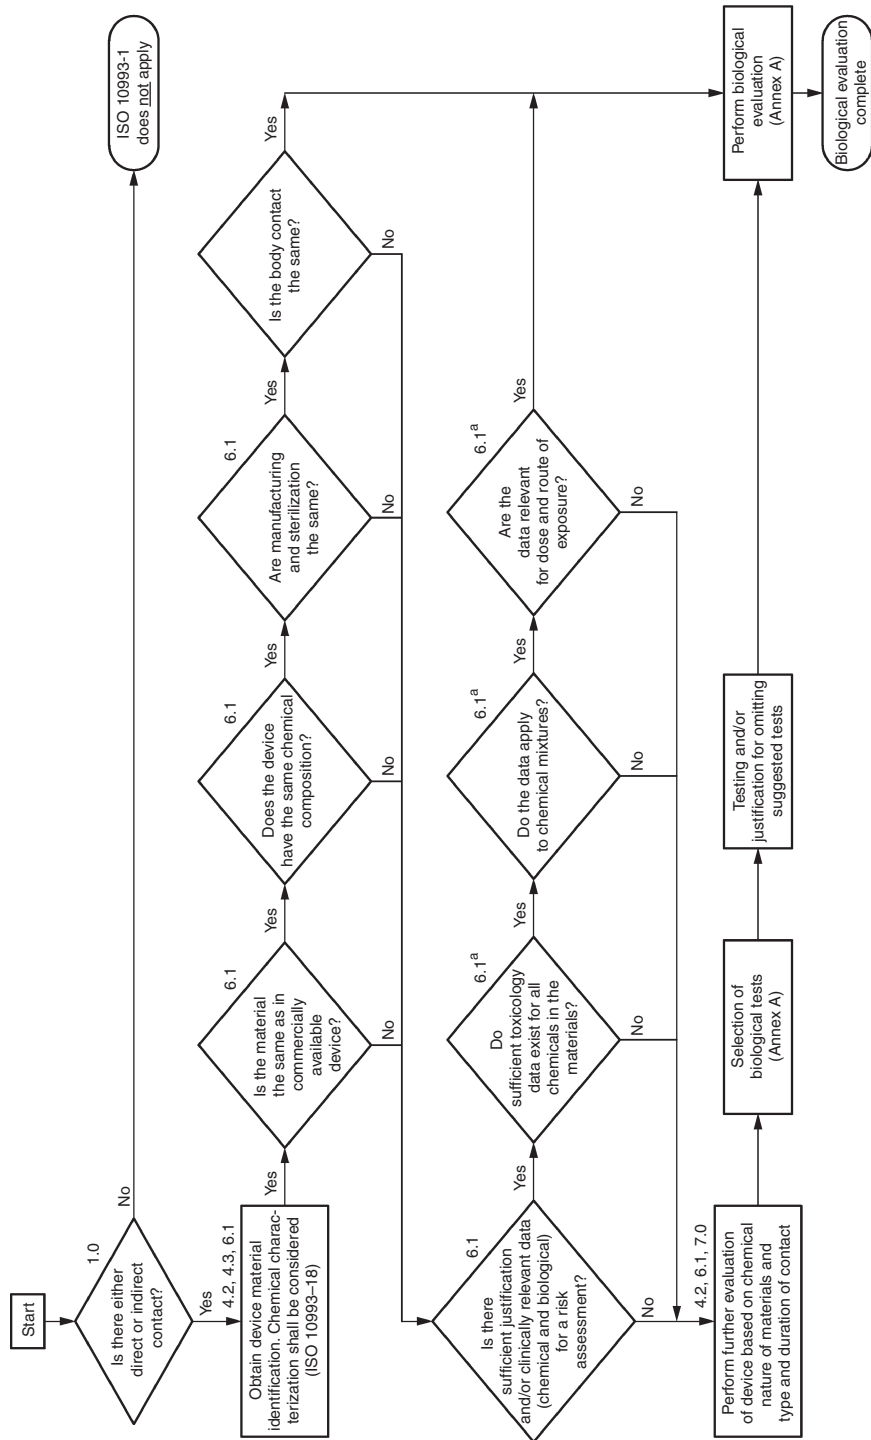 Start
1.0
Is there either
direct or indirect
contact?
No
ISO 10993-1
does not apply
Yes
4.2, 4.3, 6.1
Obtain device material
identification. Chemical charac-
terization shall be considered
(ISO 10993–18)
Yes
6.1
Is the material
the same as in
commercially
available
device?
No
Yes
6.1
Does the device
have the same chemical
composition?
No
Yes
6.1
Are manufacturing
and sterilization
the same?
No
Yes
Is the body contact
the same?
No
Yes
6.1
Is there
sufficient justification
and/or clinically relevant data
(chemical and biological)
for a risk
assessment?
No
Yes
6.1a
Do
sufficient toxicology
data exist for all
chemicals in the
materials?
No
Yes
6.1a
Do the data apply
to chemical mixtures?
No
Yes
6.1a
Are the
data relevant
for dose and route of
exposure?
No
Yes
4.2, 6.1, 7.0
Perform further evaluation
of device based on chemical
nature of materials and
type and duration of contact
Selection of
biological tests
(Annex A)
Testing and/or
justification for omitting
suggested tests
Perform biological
evaluation
(Annex A)
Biological evaluation
complete